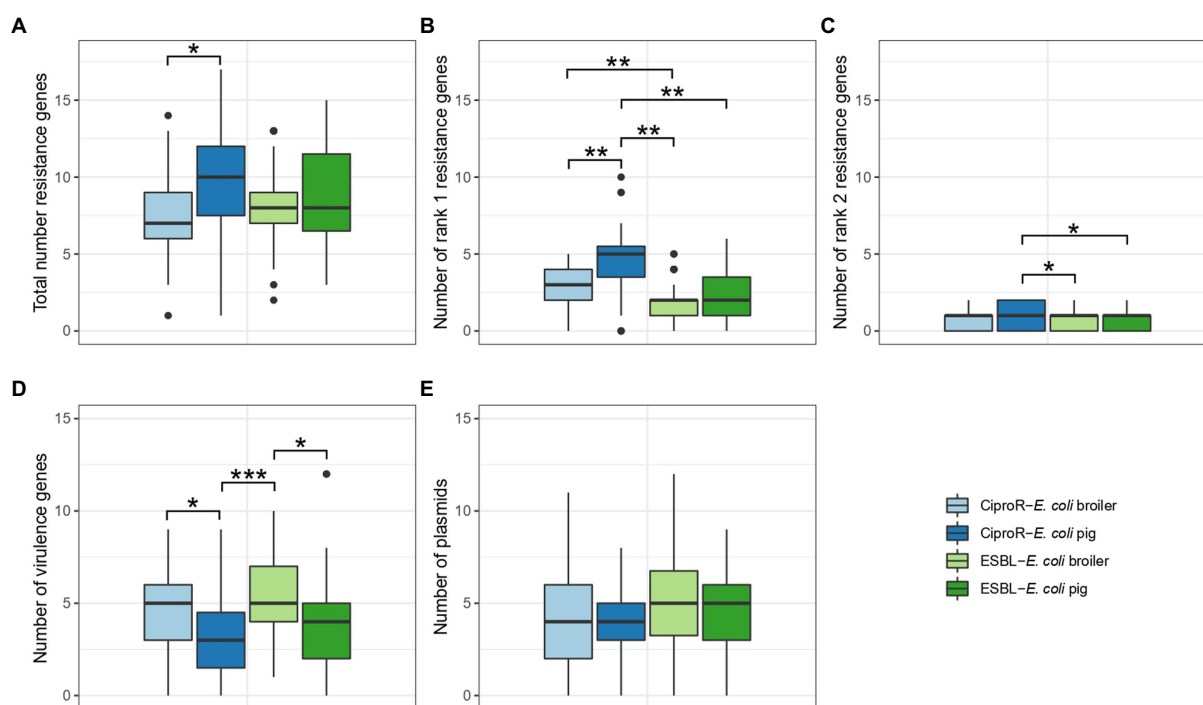 A
B
C
Total number resistance genes
15
10
5
0
*
Number of rank 1 resistance genes
15
10
5
0
**
**
**
**
Number of rank 2 resistance genes
15
10
5
0
*
*
D
E
Number of virulence genes
15
10
5
0
*
***
*
Number of plasmids
15
10
5
0
CiproR–E. coli broiler
CiproR–E. coli pig
ESBL–E. coli broiler
ESBL–E. coli pig